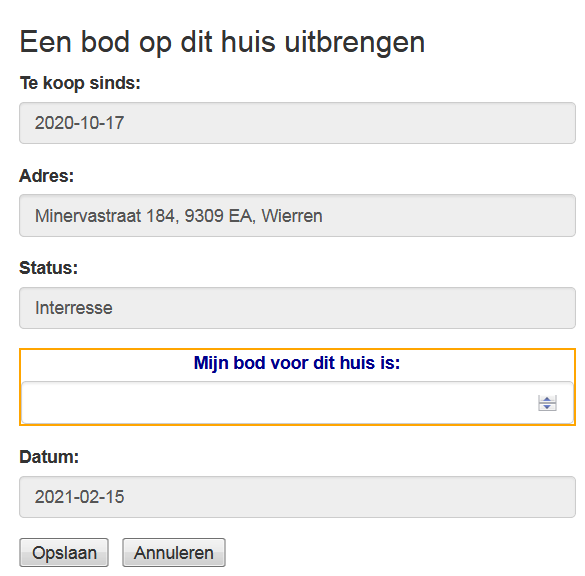 Een bod op dit huis uitbrengen
Te koop sinds:
2020-10-17
Adres:
Minervastraat 184, 9309 EA, Wierren
Status:
Interresse
Mijn bod voor dit huis is:
Datum:
2021-02-15
Opslaan Annuleren